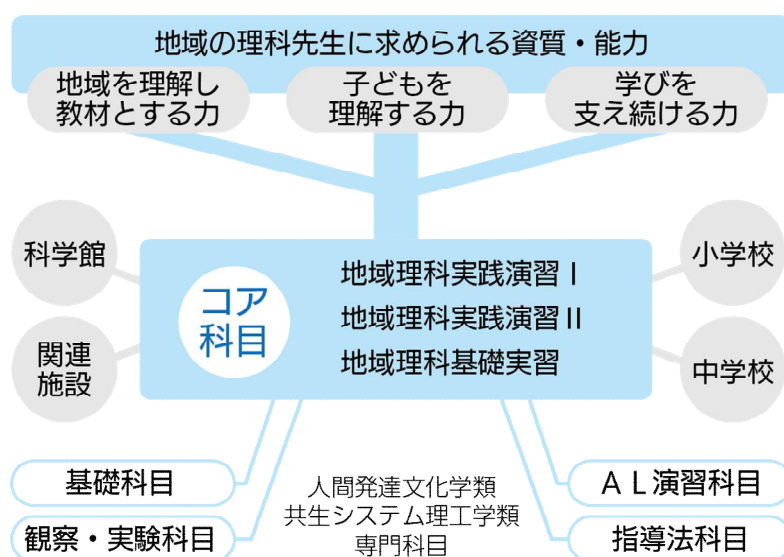 地域の理科先生に求められる資質・能力
地域を理解し
教材とする力
子どもを
理解する力
学びを
支え続ける力
科学館
関連
施設
コア
科目
地域理科実践演習Ⅰ
地域理科実践演習Ⅱ
地域理科基礎実習
小学校
中学校
基礎科目
観察・実験科目
人間発達文化学類
共生システム理工学類
専門科目
ＡＬ演習科目
指導法科目